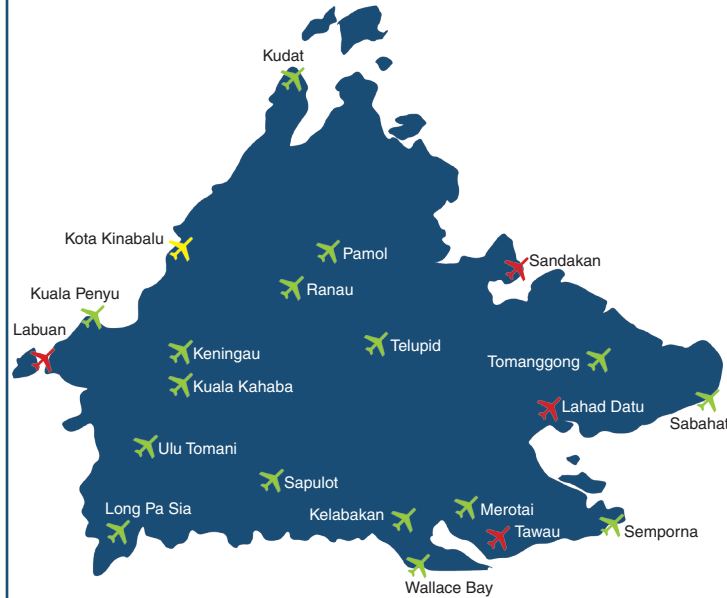 Kudat
Kota Kinabalu
Pamol
Sandakan
Ranau
Kuala Penyu
Labuan
Keningau
Telupid
Tomanggong
Kuala Kahaba
Lahad Datu
Sabahat
Ulu Tomani
Sapulot
Long Pa Sia
Kelabakan
Merotai
Tawau
Semporna
Wallace Bay